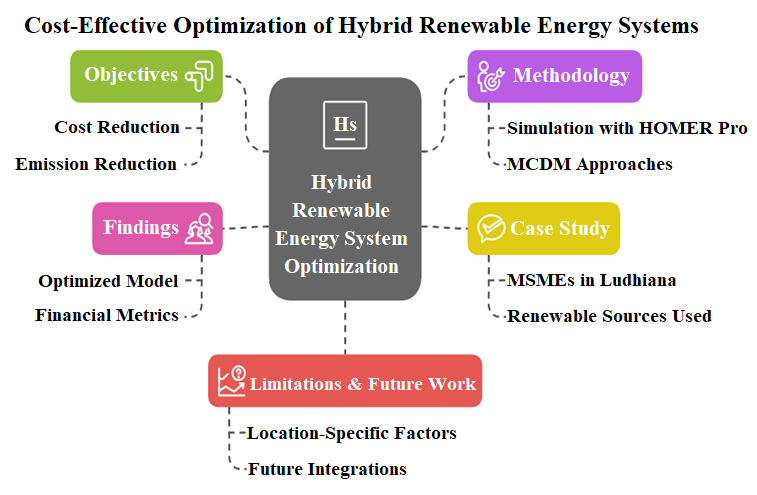 Cost-Effective Optimization of Hybrid Renewable Energy Systems
Objectives
Cost Reduction
Emission Reduction
Methodology
Simulation with HOMER Pro
MCDM Approaches
Hs
Hybrid
Renewable
Energy System
Optimization
Findings
Optimized Model
Financial Metrics
Case Study
MSMEs in Ludhiana
Renewable Sources Used
?
Limitations & Future Work
Location-Specific Factors
Future Integrations